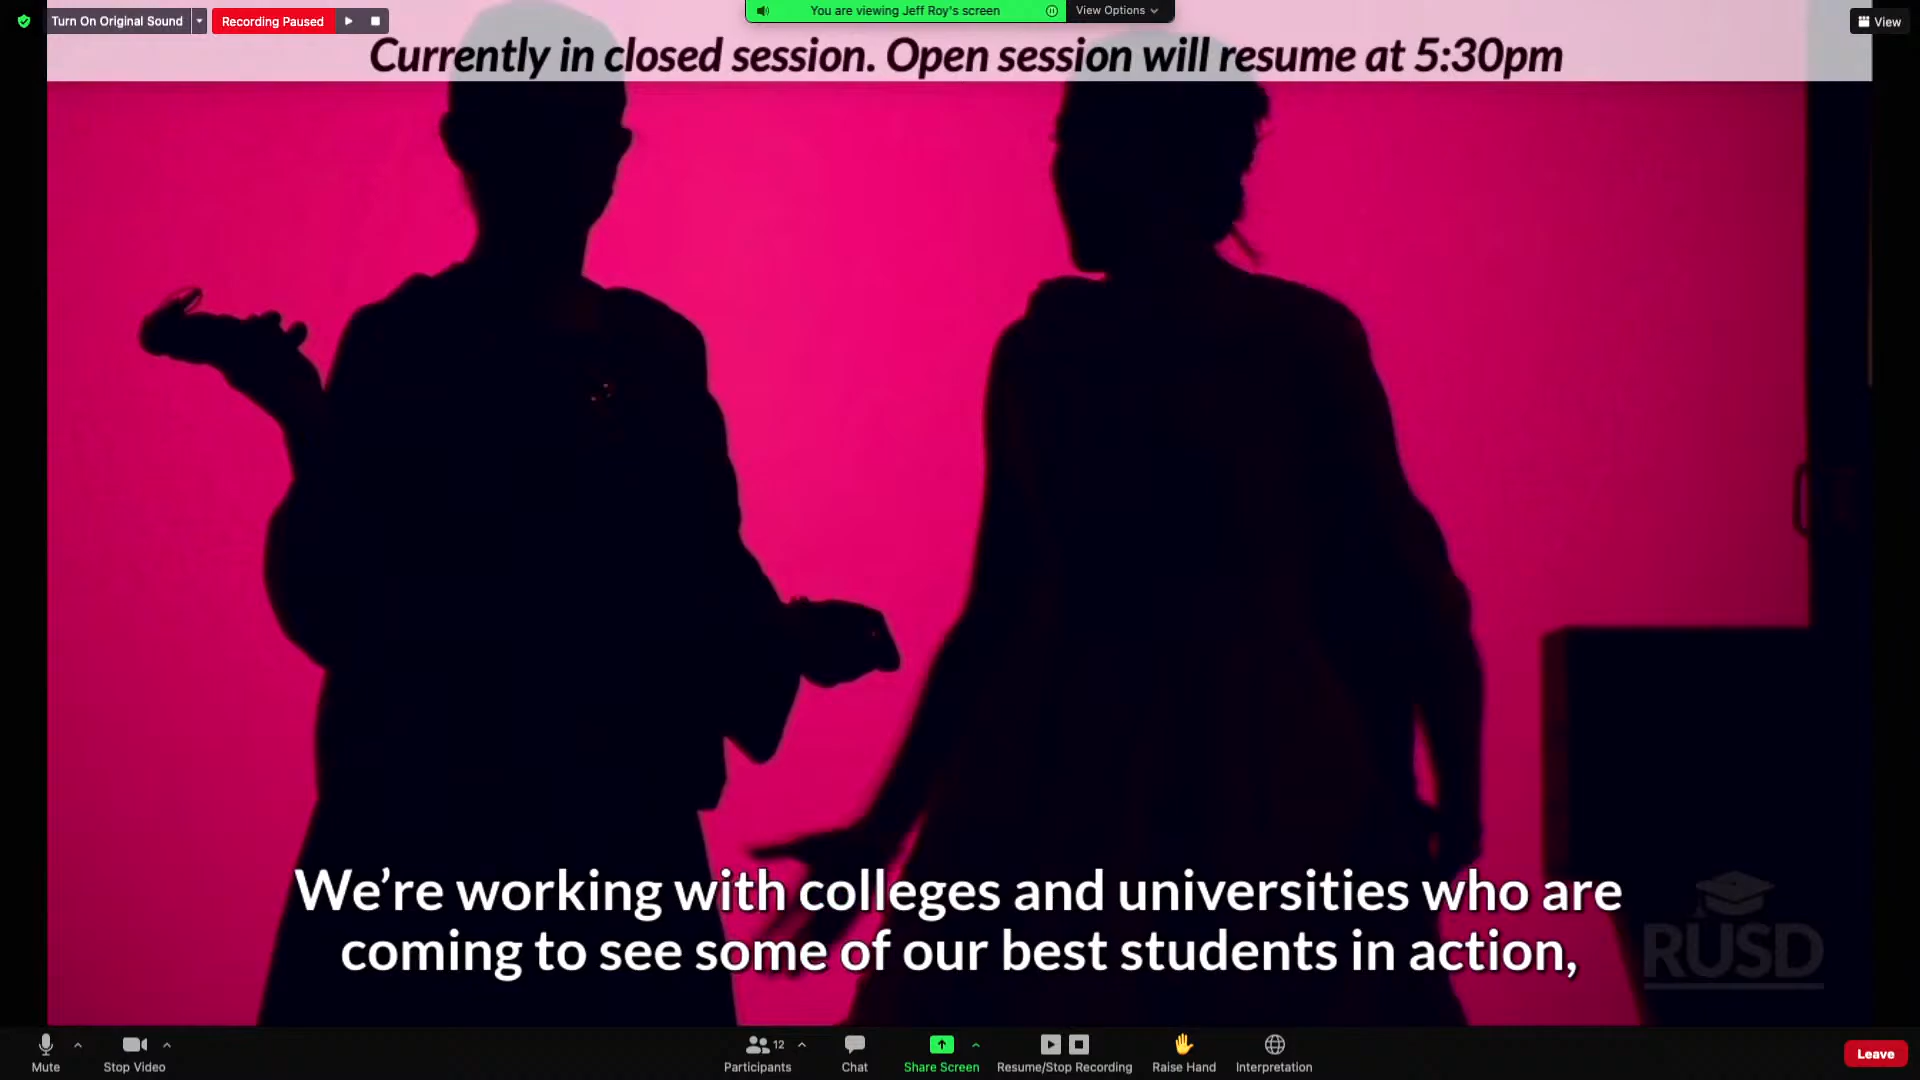 Turn On Original Sound
Recording Paused
You are viewing Jeff Roy's screen
View Options
View
Currently in closed session. Open session will resume at 5:30pm
We're working with colleges and universities who are
coming to see some of our best students in action,
RUSD
Mute
Stop Video
12
Participants
Chat
Share Screen
Resume/Stop Recording
Raise Hand
Interpretation
Leave